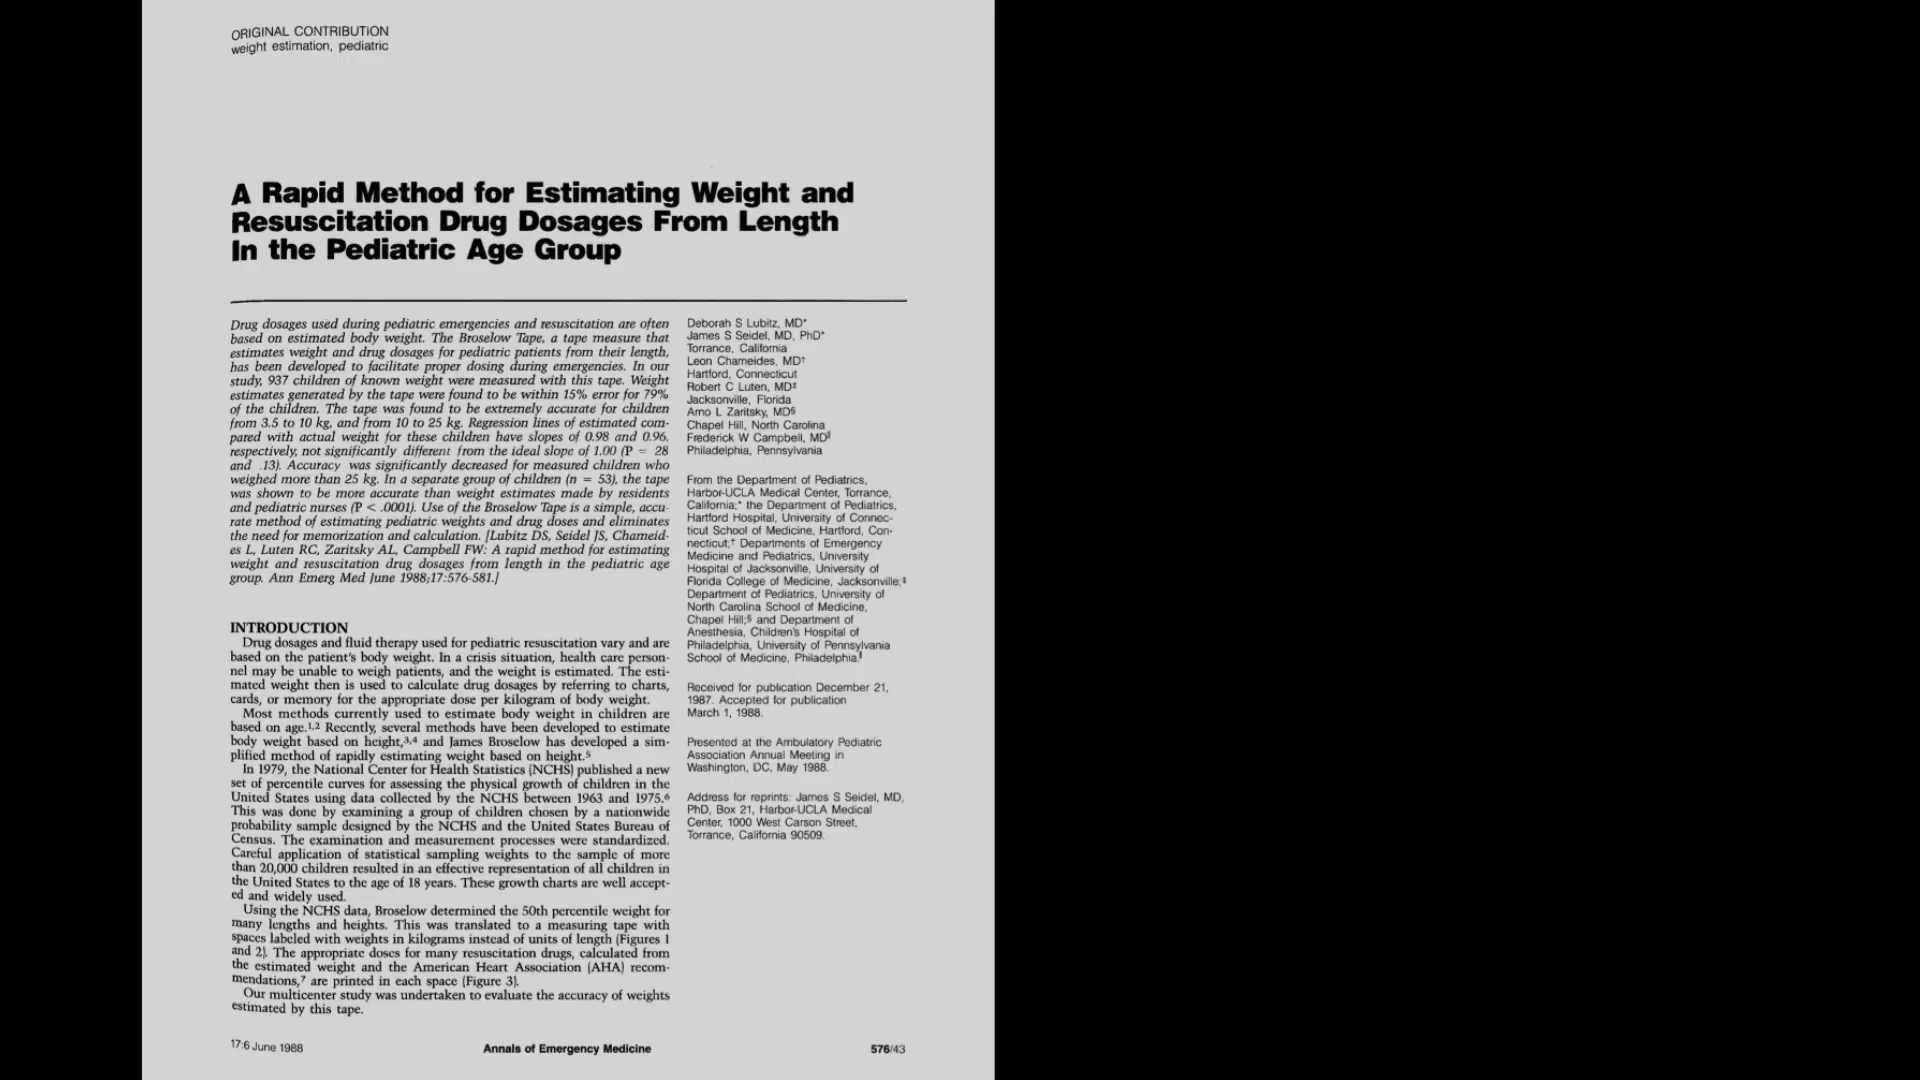 ORIGINAL CONTRIBUTION
weight estimation, pediatric
A Rapid Method for Estimating Weight and
Resuscitation Drug Dosages From Length
In the Pediatric Age Group
Drug dosages used during pediatric emergencies and resuscitation are often
based on estimated body weight. The Broselow Tape, a tape measure that
estimates weight and drug dosages for pediatric patients from their length,
has been developed to facilitate proper dosing during emergencies. In our
study, 937 children of known weight were measured with this tape. Weight
estimates generated by the tape were found to be within 15% error for 79%
of the children. The tape was found to be extremely accurate for children
from 3.5 to 10 kg, and from 10 to 25 kg. Regression lines of estimated com-
pared with actual weight for these children have slopes of 0.98 and 0.96,
respectively, not significantly different from the ideal slope of 1.00 (P = 28
and .13). Accuracy was significantly decreased for measured children who
weighed more than 25 kg. In a separate group of children (n = 53), the tape
was shown to be more accurate than weight estimates made by residents
and pediatric nurses (P < .0001). Use of the Broselow Tape is a simple, accu-
rate method of estimating pediatric weights and drug doses and eliminates
the need for memorization and calculation. [Lubitz DS, Seidel JS, Chameid-
es L, Luten RC, Zaritsky AL, Campbell FW: A rapid method for estimating
weight and resuscitation drug dosages from length in the pediatric age
group. Ann Emerg Med June 1988;17:576-581.]
INTRODUCTION
Drug dosages and fluid therapy used for pediatric resuscitation vary and are
based on the patient's body weight. In a crisis situation, health care person-
nel may be unable to weigh patients, and the weight is estimated. The esti-
mated weight then is used to calculate drug dosages by referring to charts,
cards, or memory for the appropriate dose per kilogram of body weight.
Most methods currently used to estimate body weight in children are
based on age.1,2 Recently, several methods have been developed to estimate
body weight based on height,3,4 and James Broselow has developed a sim-
plified method of rapidly estimating weight based on height.5
In 1979, the National Center for Health Statistics (NCHS) published a new
set of percentile curves for assessing the physical growth of children in the
United States using data collected by the NCHS between 1963 and 1975.6
This was done by examining a group of children chosen by a nationwide
probability sample designed by the NCHS and the United States Bureau of
Census. The examination and measurement processes were standardized.
Careful application of statistical sampling weights to the sample of more
than 20,000 children resulted in an effective representation of all children in
the United States to the age of 18 years. These growth charts are well accept-
ed and widely used.
Using the NCHS data, Broselow determined the 50th percentile weight for
many lengths and heights. This was translated to a measuring tape with
spaces labeled with weights in kilograms instead of units of length (Figures 1
and 2). The appropriate doses for many resuscitation drugs, calculated from
the estimated weight and the American Heart Association (AHA) recom-
mendations,7 are printed in each space (Figure 3).
Our multicenter study was undertaken to evaluate the accuracy of weights
estimated by this tape.
Deborah S Lubitz, MD*
James S Seidel, MD, PhD*
Torrance, California
Leon Chameides, MD†
Hartford, Connecticut
Robert C Luten, MD‡
Jacksonville, Florida
Arno L Zaritsky, MD§
Chapel Hill, North Carolina
Frederick W Campbell, MD‖
Philadelphia, Pennsylvania
From the Department of Pediatrics,
Harbor-UCLA Medical Center, Torrance,
California;* the Department of Pediatrics,
Hartford Hospital, University of Connec-
ticut School of Medicine, Hartford, Con-
necticut;† Departments of Emergency
Medicine and Pediatrics, University
Hospital of Jacksonville, University of
Florida College of Medicine, Jacksonville;‡
Department of Pediatrics, University of
North Carolina School of Medicine,
Chapel Hill;§ and Department of
Anesthesia, Children's Hospital of
Philadelphia, University of Pennsylvania
School of Medicine, Philadelphia.‖
Received for publication December 21,
1987. Accepted for publication
March 1, 1988.
Presented at the Ambulatory Pediatric
Association Annual Meeting in
Washington, DC, May 1988.
Address for reprints: James S Seidel, MD,
PhD, Box 21, Harbor-UCLA Medical
Center, 1000 West Carson Street,
Torrance, California 90509.
17:6 June 1988
Annals of Emergency Medicine
576/43